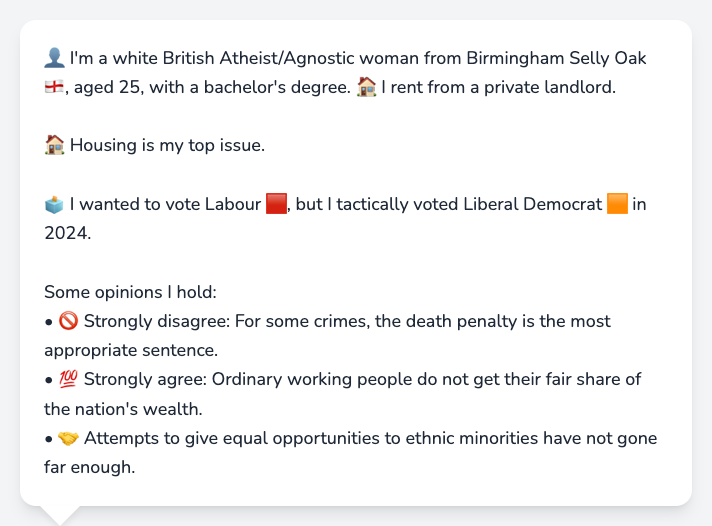 👤 I'm a white British Atheist/Agnostic woman from Birmingham Selly Oak
🏴󠁧󠁢󠁥󠁮󠁧󠁿, aged 25, with a bachelor's degree. 🏠 I rent from a private landlord.
🏠 Housing is my top issue.
🗳️ I wanted to vote Labour 🟥, but I tactically voted Liberal Democrat 🟧 in
2024.
Some opinions I hold:
• 🚫 Strongly disagree: For some crimes, the death penalty is the most
appropriate sentence.
• 💯 Strongly agree: Ordinary working people do not get their fair share of
the nation's wealth.
• 🤝 Attempts to give equal opportunities to ethnic minorities have not gone
far enough.